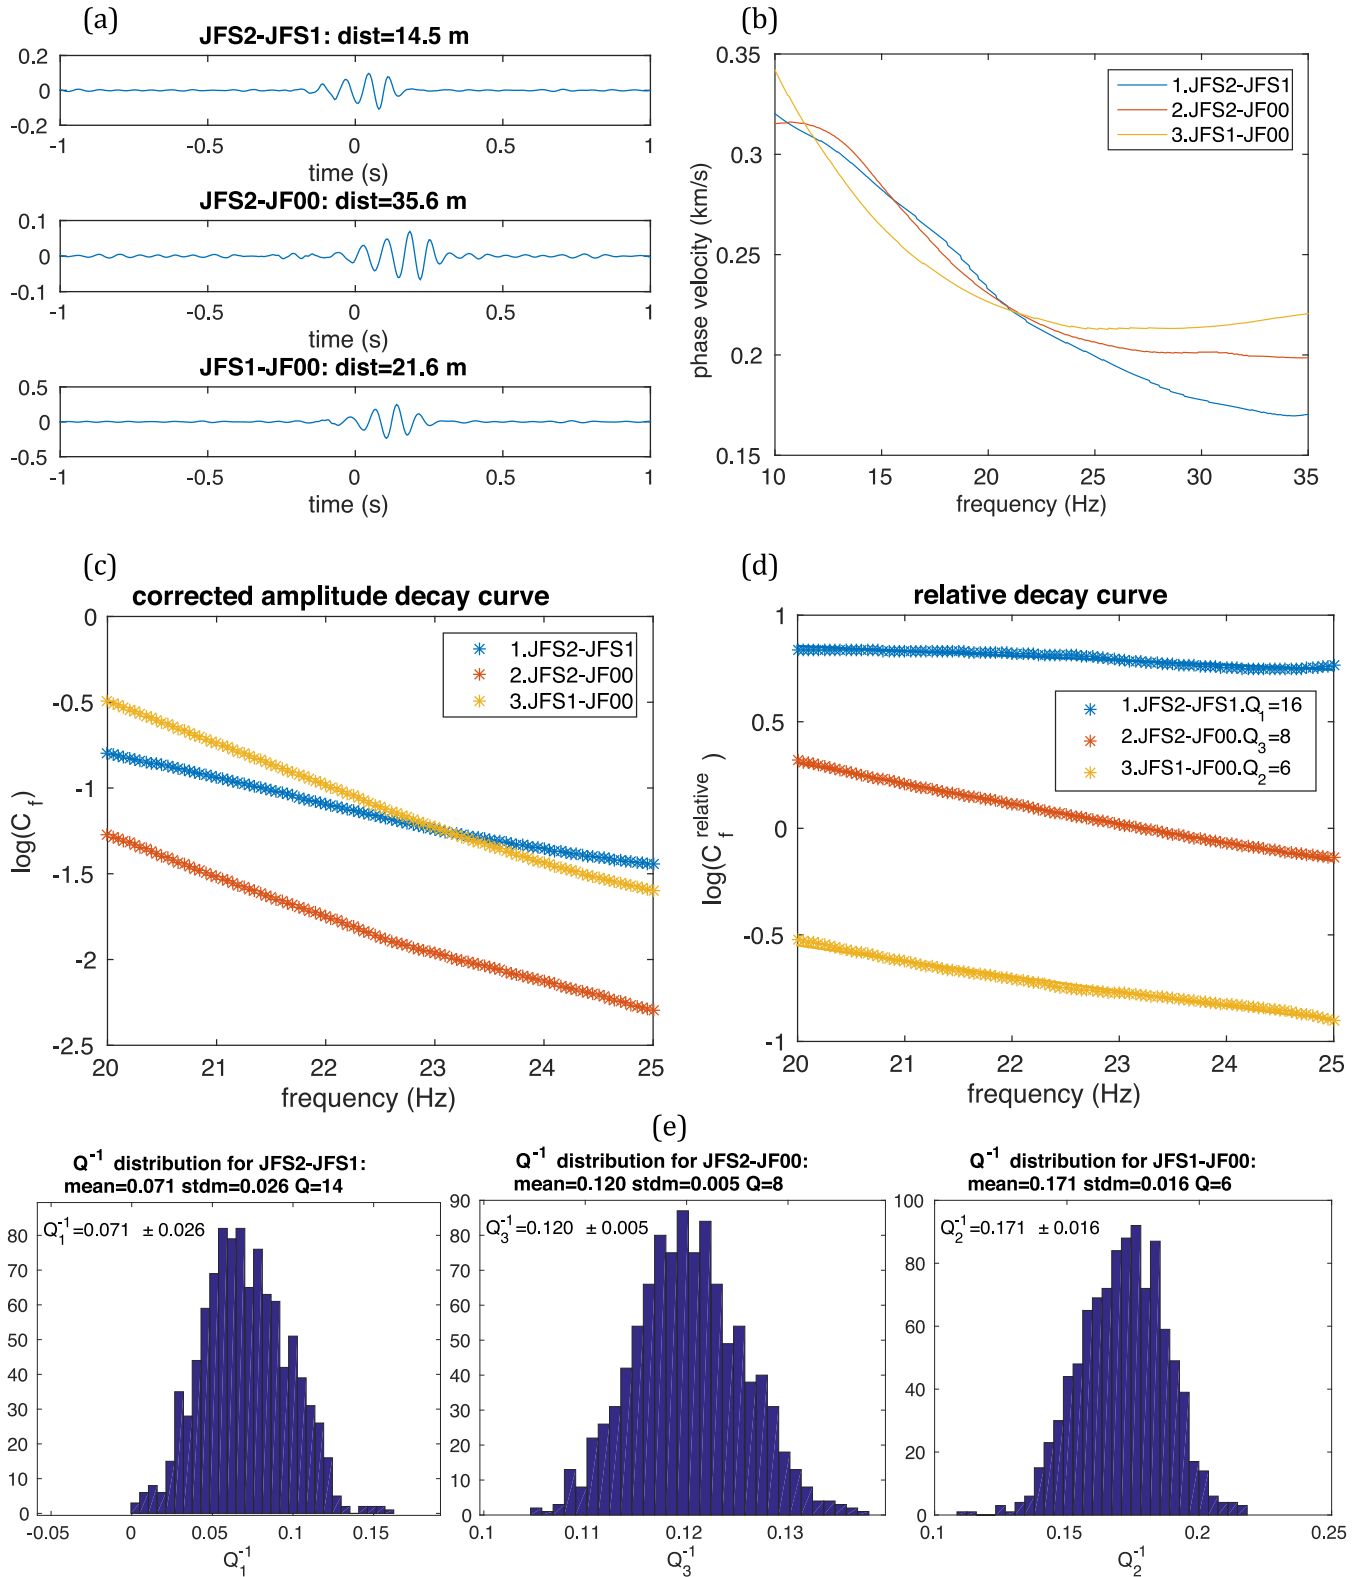 (a)
JFS2-JFS1: dist=14.5 m
0.2
0
-0.2
-1
-0.5
0
0.5
1
time (s)
JFS2-JF00: dist=35.6 m
0.1
0
-0.1
-1
-0.5
0
0.5
1
time (s)
JFS1-JF00: dist=21.6 m
0.5
0
-0.5
-1
-0.5
0
0.5
1
time (s)
(b)
0.35
0.3
0.25
0.2
0.15
phase velocity (km/s)
1.JFS2-JFS1
2.JFS2-JF00
3.JFS1-JF00
10
15
20
25
30
35
frequency (Hz)
(c)
corrected amplitude decay curve
0
-0.5
-1
-1.5
-2
-2.5
log(C_f)
1.JFS2-JFS1
2.JFS2-JF00
3.JFS1-JF00
20
21
22
23
24
25
frequency (Hz)
(d)
relative decay curve
1
0.5
0
-0.5
-1
log(C_f^relative)
1.JFS2-JFS1.Q_1=16
2.JFS2-JF00.Q_3=8
3.JFS1-JF00.Q_2=6
20
21
22
23
24
25
frequency (Hz)
(e)
Q^-1 distribution for JFS2-JFS1:
mean=0.071 stdm=0.026 Q=14
Q_1^-1=0.071 ± 0.026
80
70
60
50
40
30
20
10
0
-0.05
0
0.05
0.1
0.15
Q_1^-1
Q^-1 distribution for JFS2-JF00:
mean=0.120 stdm=0.005 Q=8
Q_3^-1=0.120 ± 0.005
90
80
70
60
50
40
30
20
10
0
0.1
0.11
0.12
0.13
Q_3^-1
Q^-1 distribution for JFS1-JF00:
mean=0.171 stdm=0.016 Q=6
Q_2^-1=0.171 ± 0.016
100
80
60
40
20
0
0.1
0.15
0.2
0.25
Q_2^-1